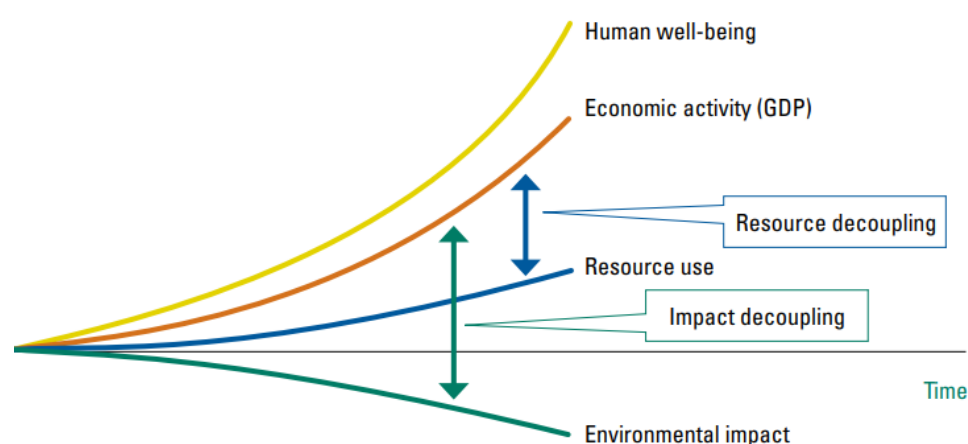 Human well-being
Economic activity (GDP)
Resource decoupling
Resource use
Impact decoupling
Time
Environmental impact